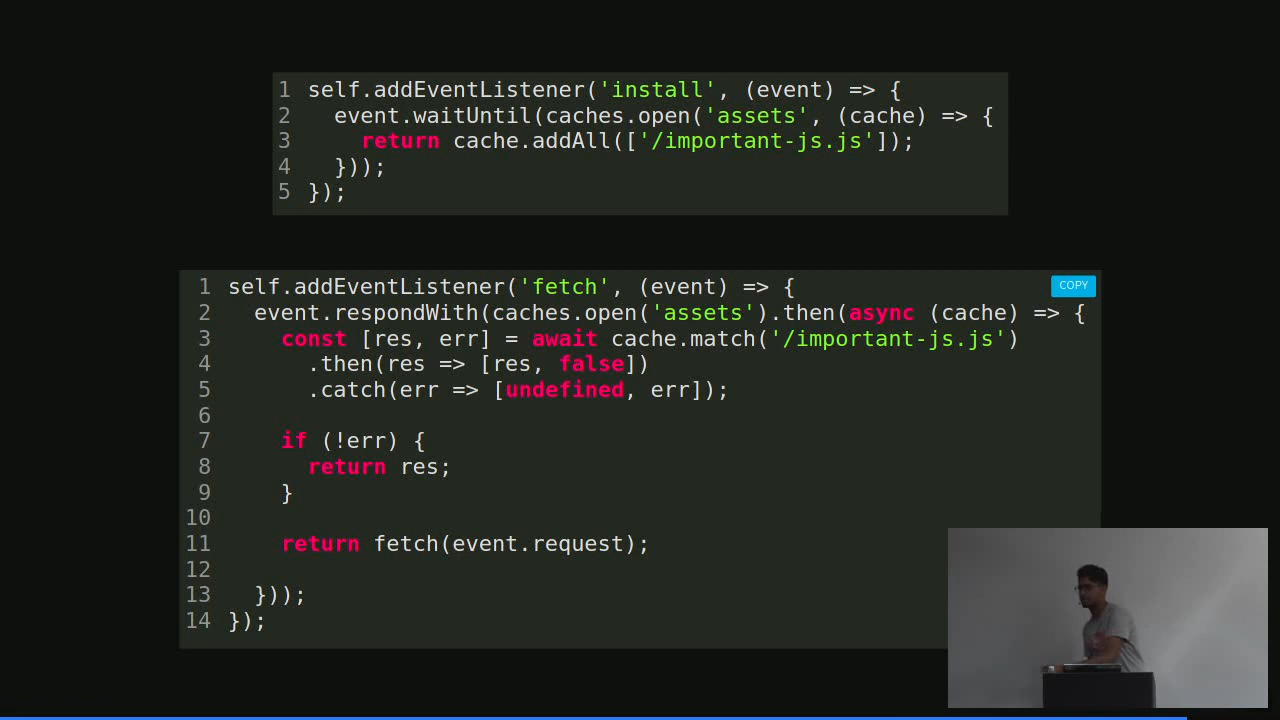 1 self.addEventListener('install', (event) => {
2   event.waitUntil(caches.open('assets', (cache) => {
3     return cache.addAll(['/important-js.js']);
4   }));
5 });
1 self.addEventListener('fetch', (event) => {
COPY
2   event.respondWith(caches.open('assets').then(async (cache) => {
3     const [res, err] = await cache.match('/important-js.js')
4       .then(res => [res, false])
5       .catch(err => [undefined, err]);
6
7     if (!err) {
8       return res;
9     }
10
11     return fetch(event.request);
12
13   }));
14 });